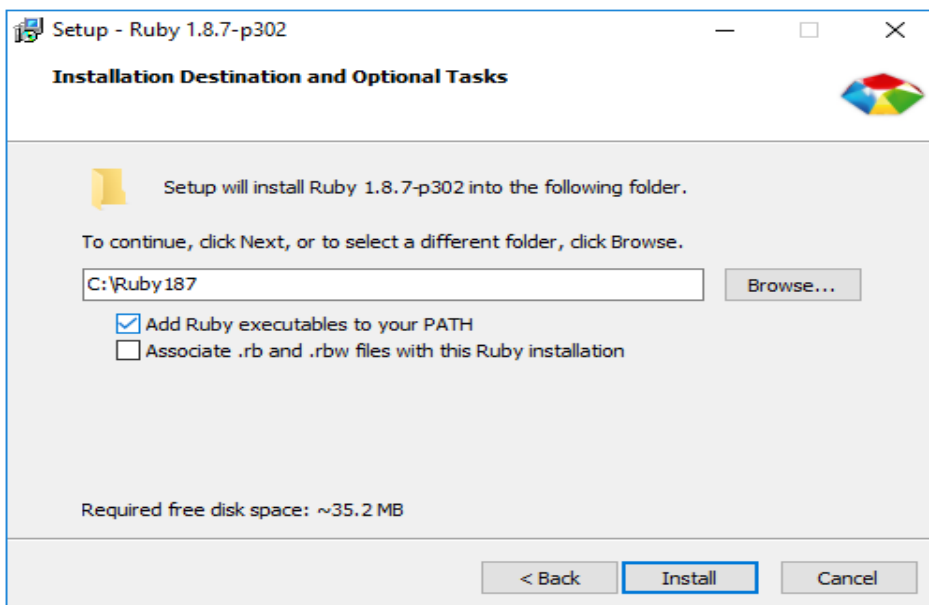 Setup - Ruby 1.8.7-p302
Installation Destination and Optional Tasks
Setup will install Ruby 1.8.7-p302 into the following folder.
To continue, click Next, or to select a different folder, click Browse.
C:\Ruby187
Browse...
Add Ruby executables to your PATH
Associate .rb and .rbw files with this Ruby installation
Required free disk space: ~35.2 MB
< Back Install Cancel